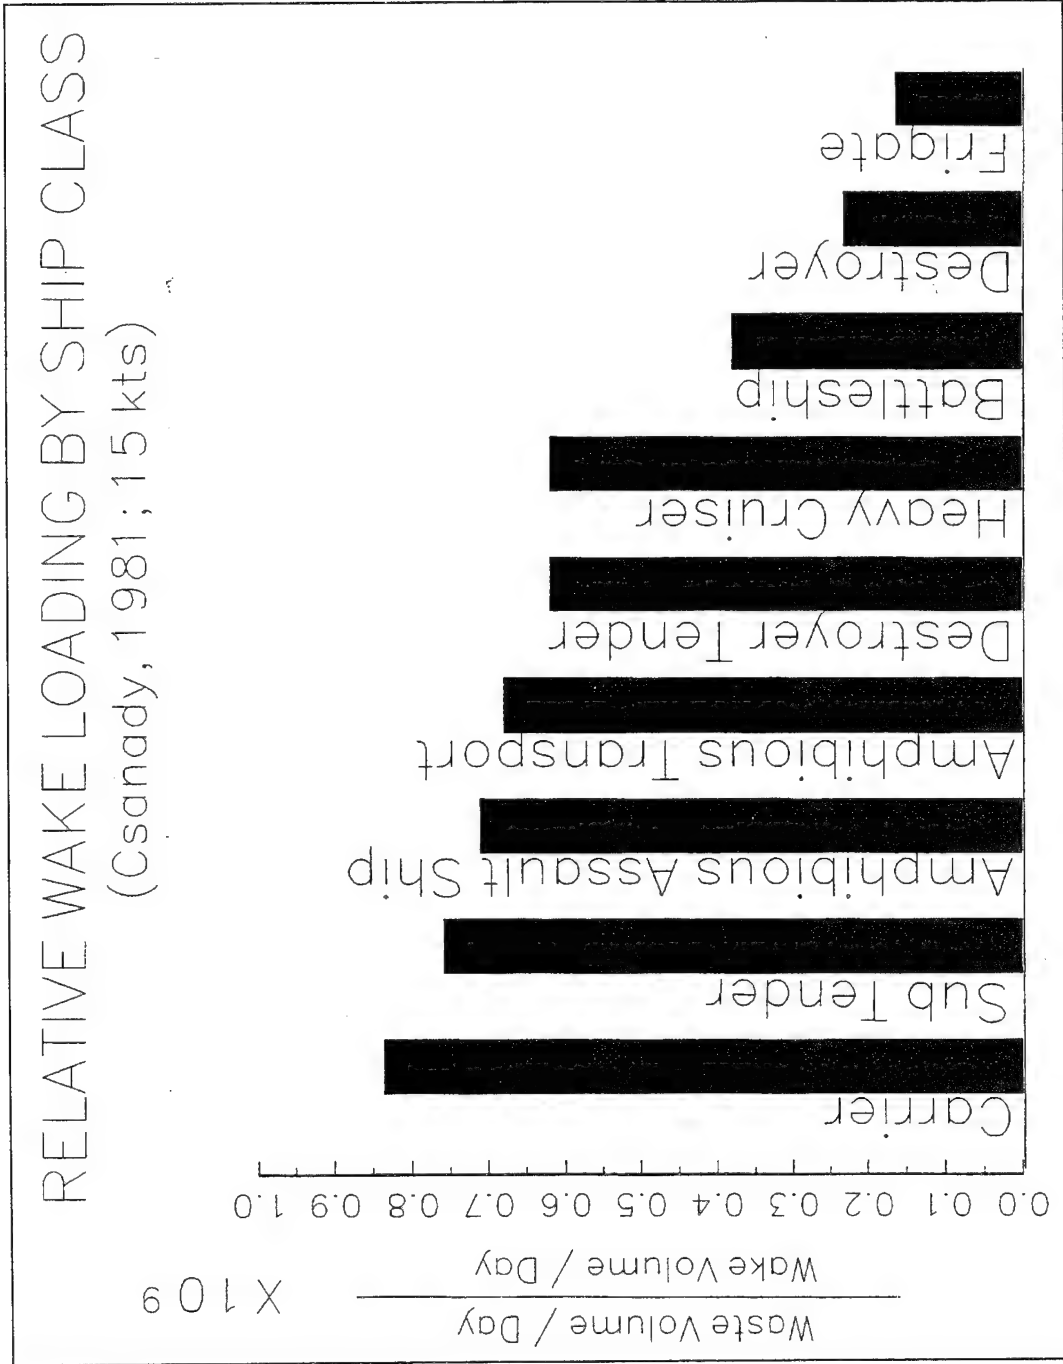 RELATIVE WAKE LOADING BY SHIP CLASS
(Csanady, 1981; 15 kts)
Waste Volume / Day
Wake Volume / Day
X109
0.0 0.1 0.2 0.3 0.4 0.5 0.6 0.7 0.8 0.9 1.0
Carrier
Sub Tender
Amphibious Assault Ship
Amphibious Transport
Destroyer Tender
Heavy Cruiser
Battleship
Destroyer
Frigate